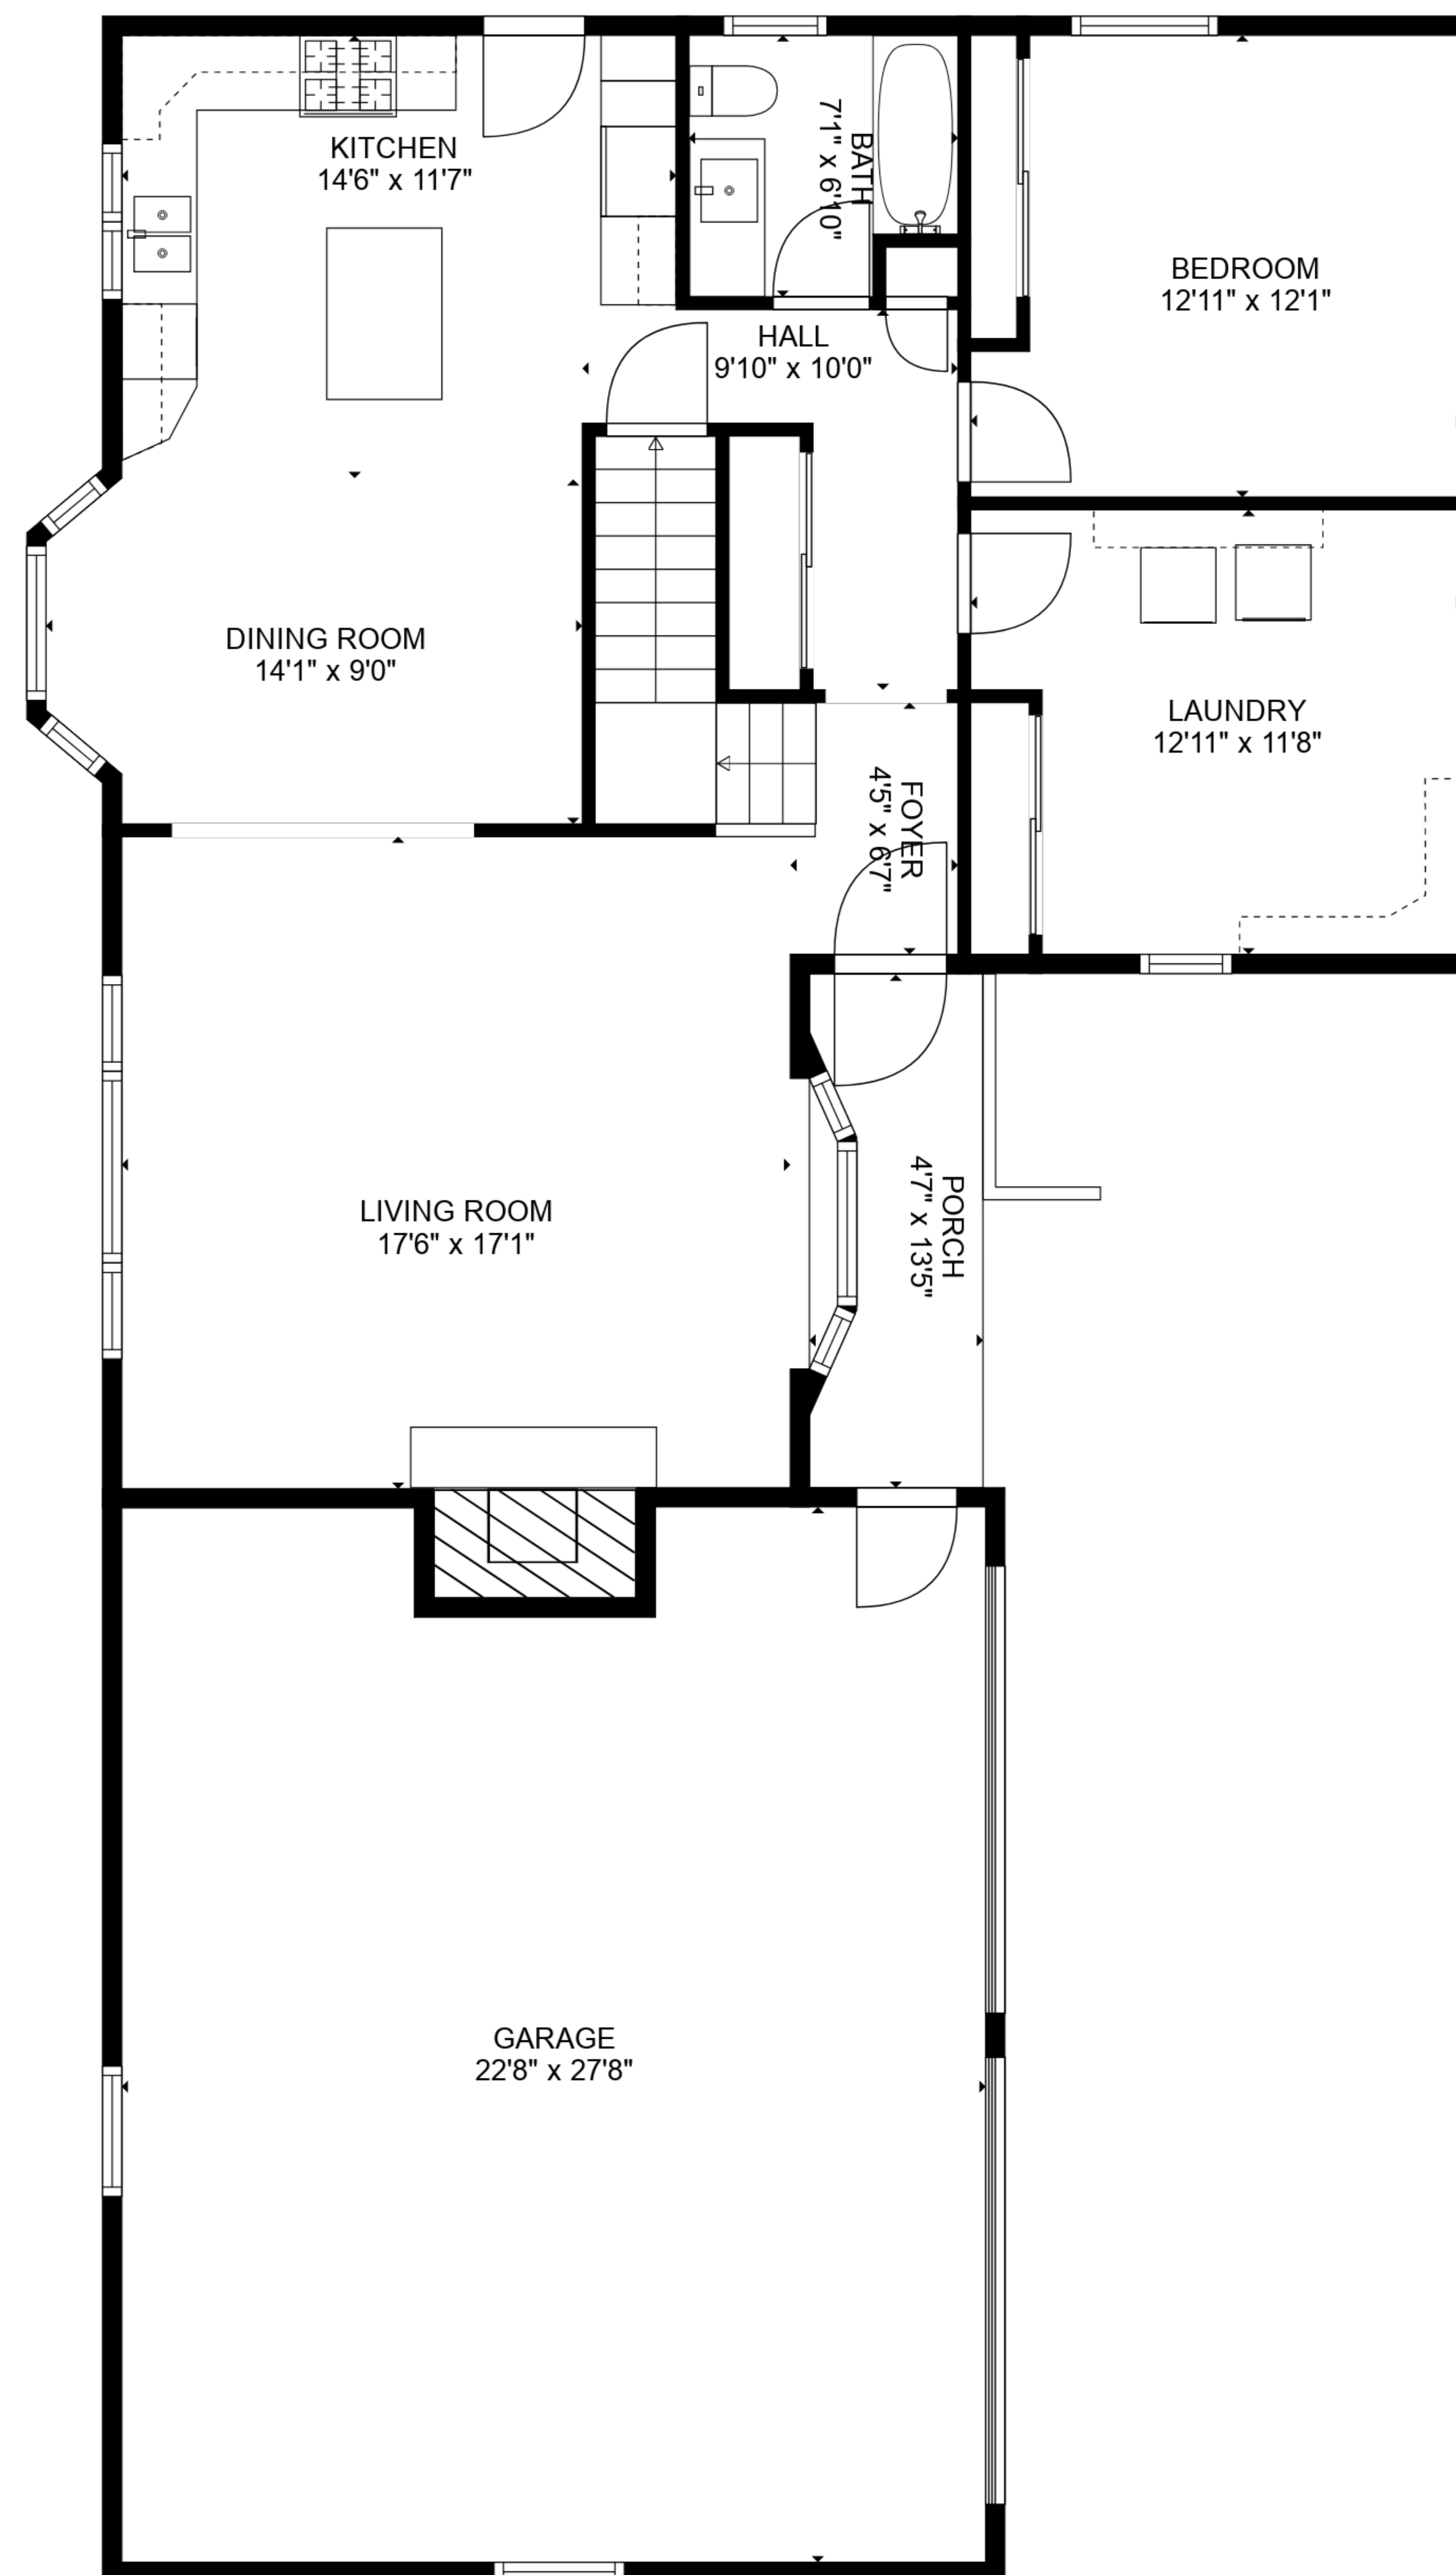 KITCHEN
14'6" x 11'7"
BATH
7'1" x 6'10"
BEDROOM
12'11" x 12'1"
HALL
9'10" x 10'0"
DINING ROOM
14'1" x 9'0"
LAUNDRY
12'11" x 11'8"
FOYER
4'5" x 6'7"
LIVING ROOM
17'6" x 17'1"
PORCH
4'7" x 13'5"
GARAGE
22'8" x 27'8"